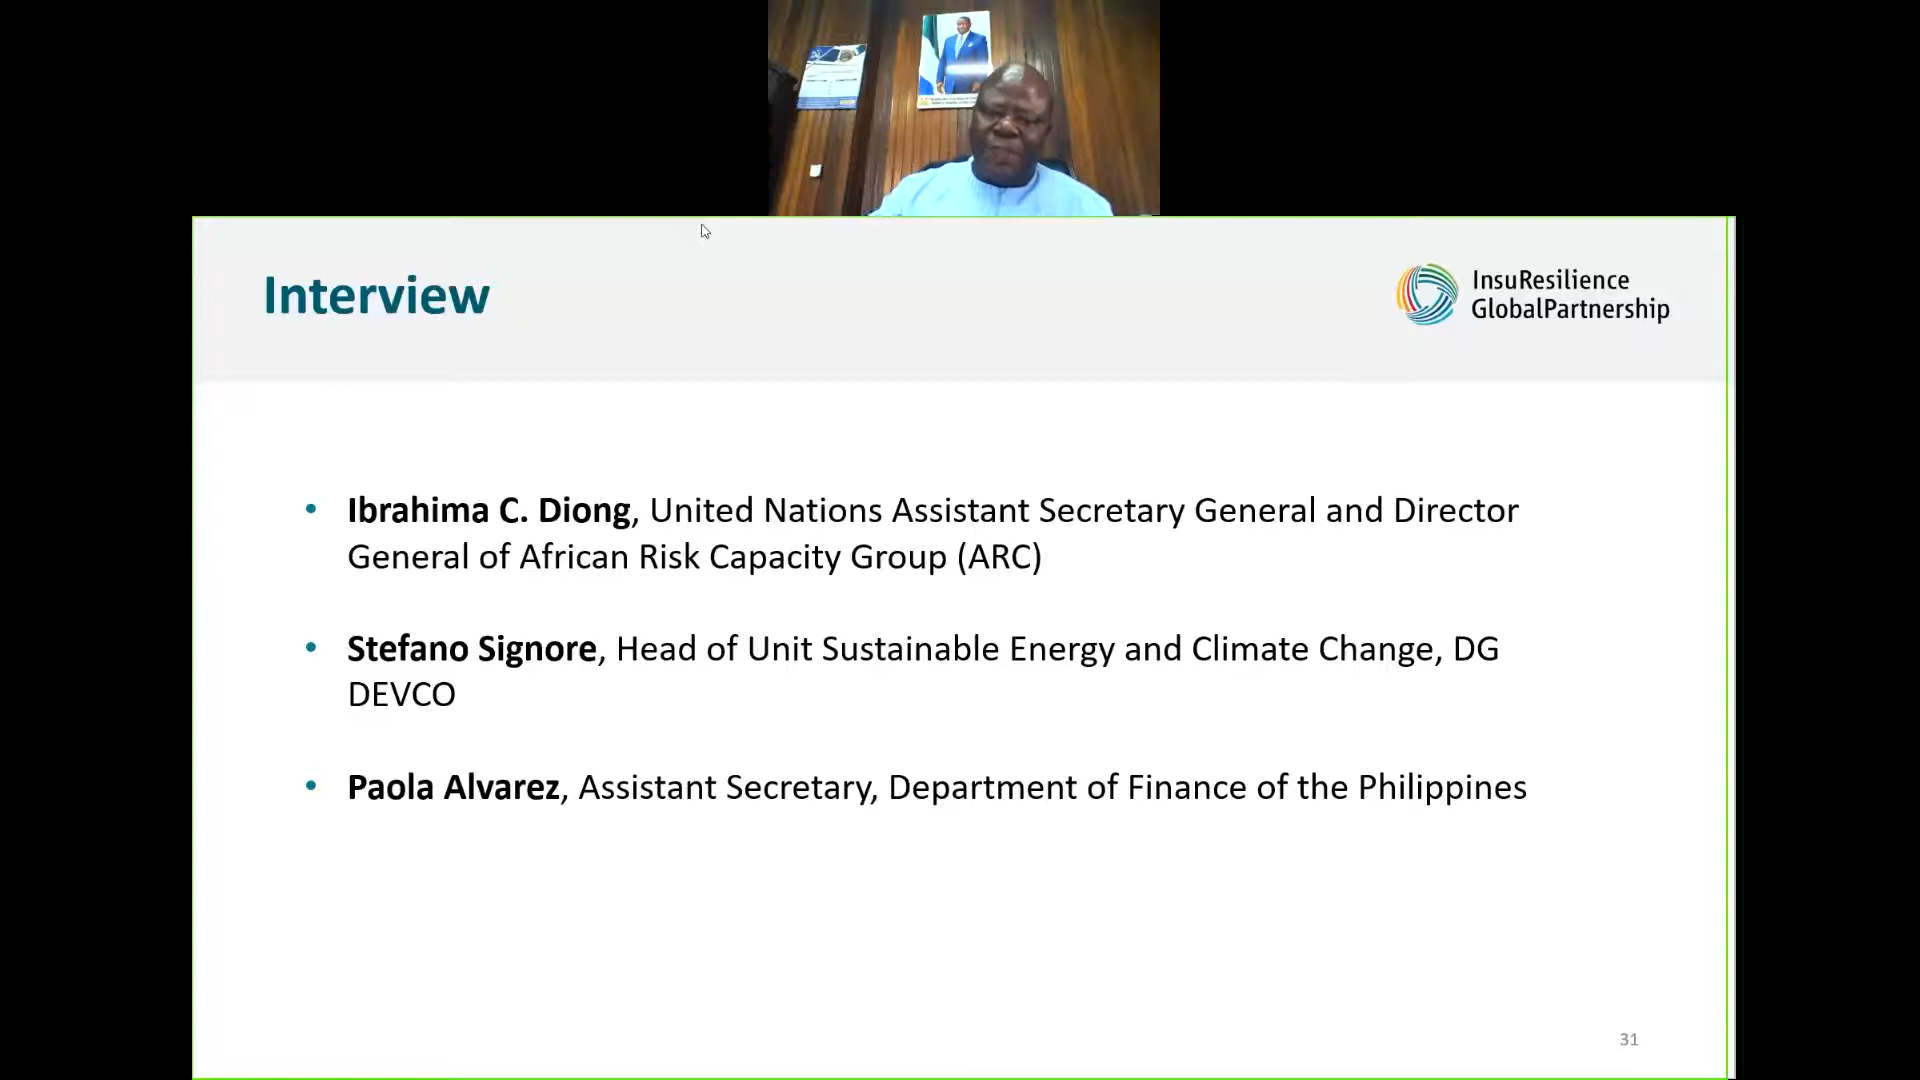 Interview
InsuResilience
GlobalPartnership
• Ibrahima C. Diong, United Nations Assistant Secretary General and Director
General of African Risk Capacity Group (ARC)
• Stefano Signore, Head of Unit Sustainable Energy and Climate Change, DG
DEVCO
• Paola Alvarez, Assistant Secretary, Department of Finance of the Philippines
31